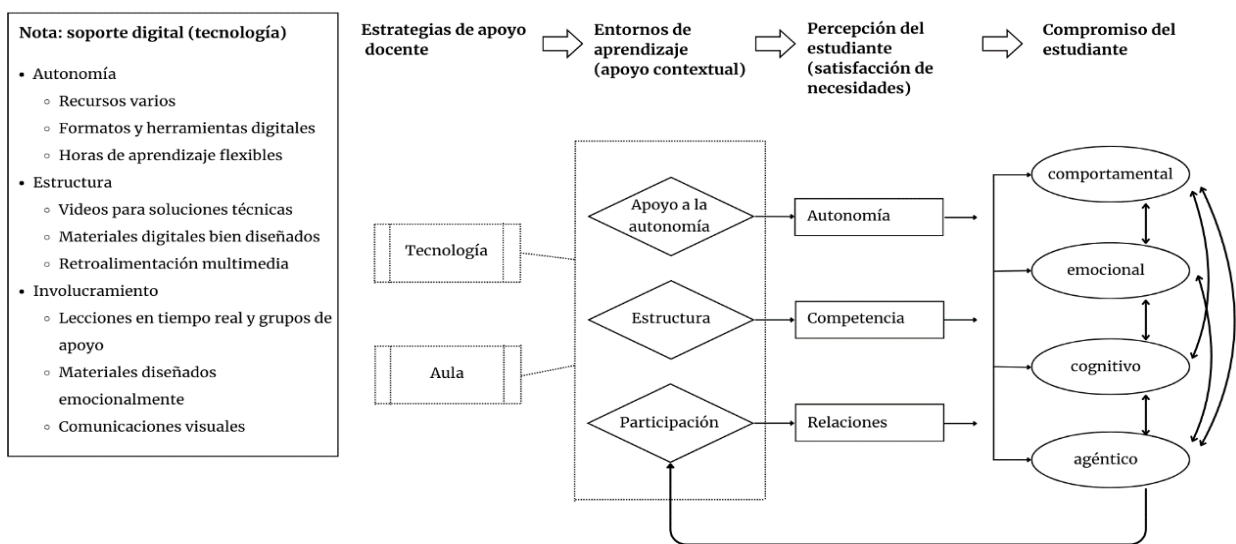 Nota: soporte digital (tecnología)
• Autonomía
◦ Recursos varios
◦ Formatos y herramientas digitales
◦ Horas de aprendizaje flexibles
• Estructura
◦ Videos para soluciones técnicas
◦ Materiales digitales bien diseñados
◦ Retroalimentación multimedia
• Involucramiento
◦ Lecciones en tiempo real y grupos de
apoyo
◦ Materiales diseñados
emocionalmente
◦ Comunicaciones visuales
Estrategias de apoyo
docente
Entornos de
aprendizaje
(apoyo contextual)
Percepción del
estudiante
(satisfacción de
necesidades)
Compromiso del
estudiante
Tecnología
Aula
Apoyo a la
autonomía
Estructura
Participación
Autonomía
Competencia
Relaciones
comportamental
emocional
cognitivo
agéntico